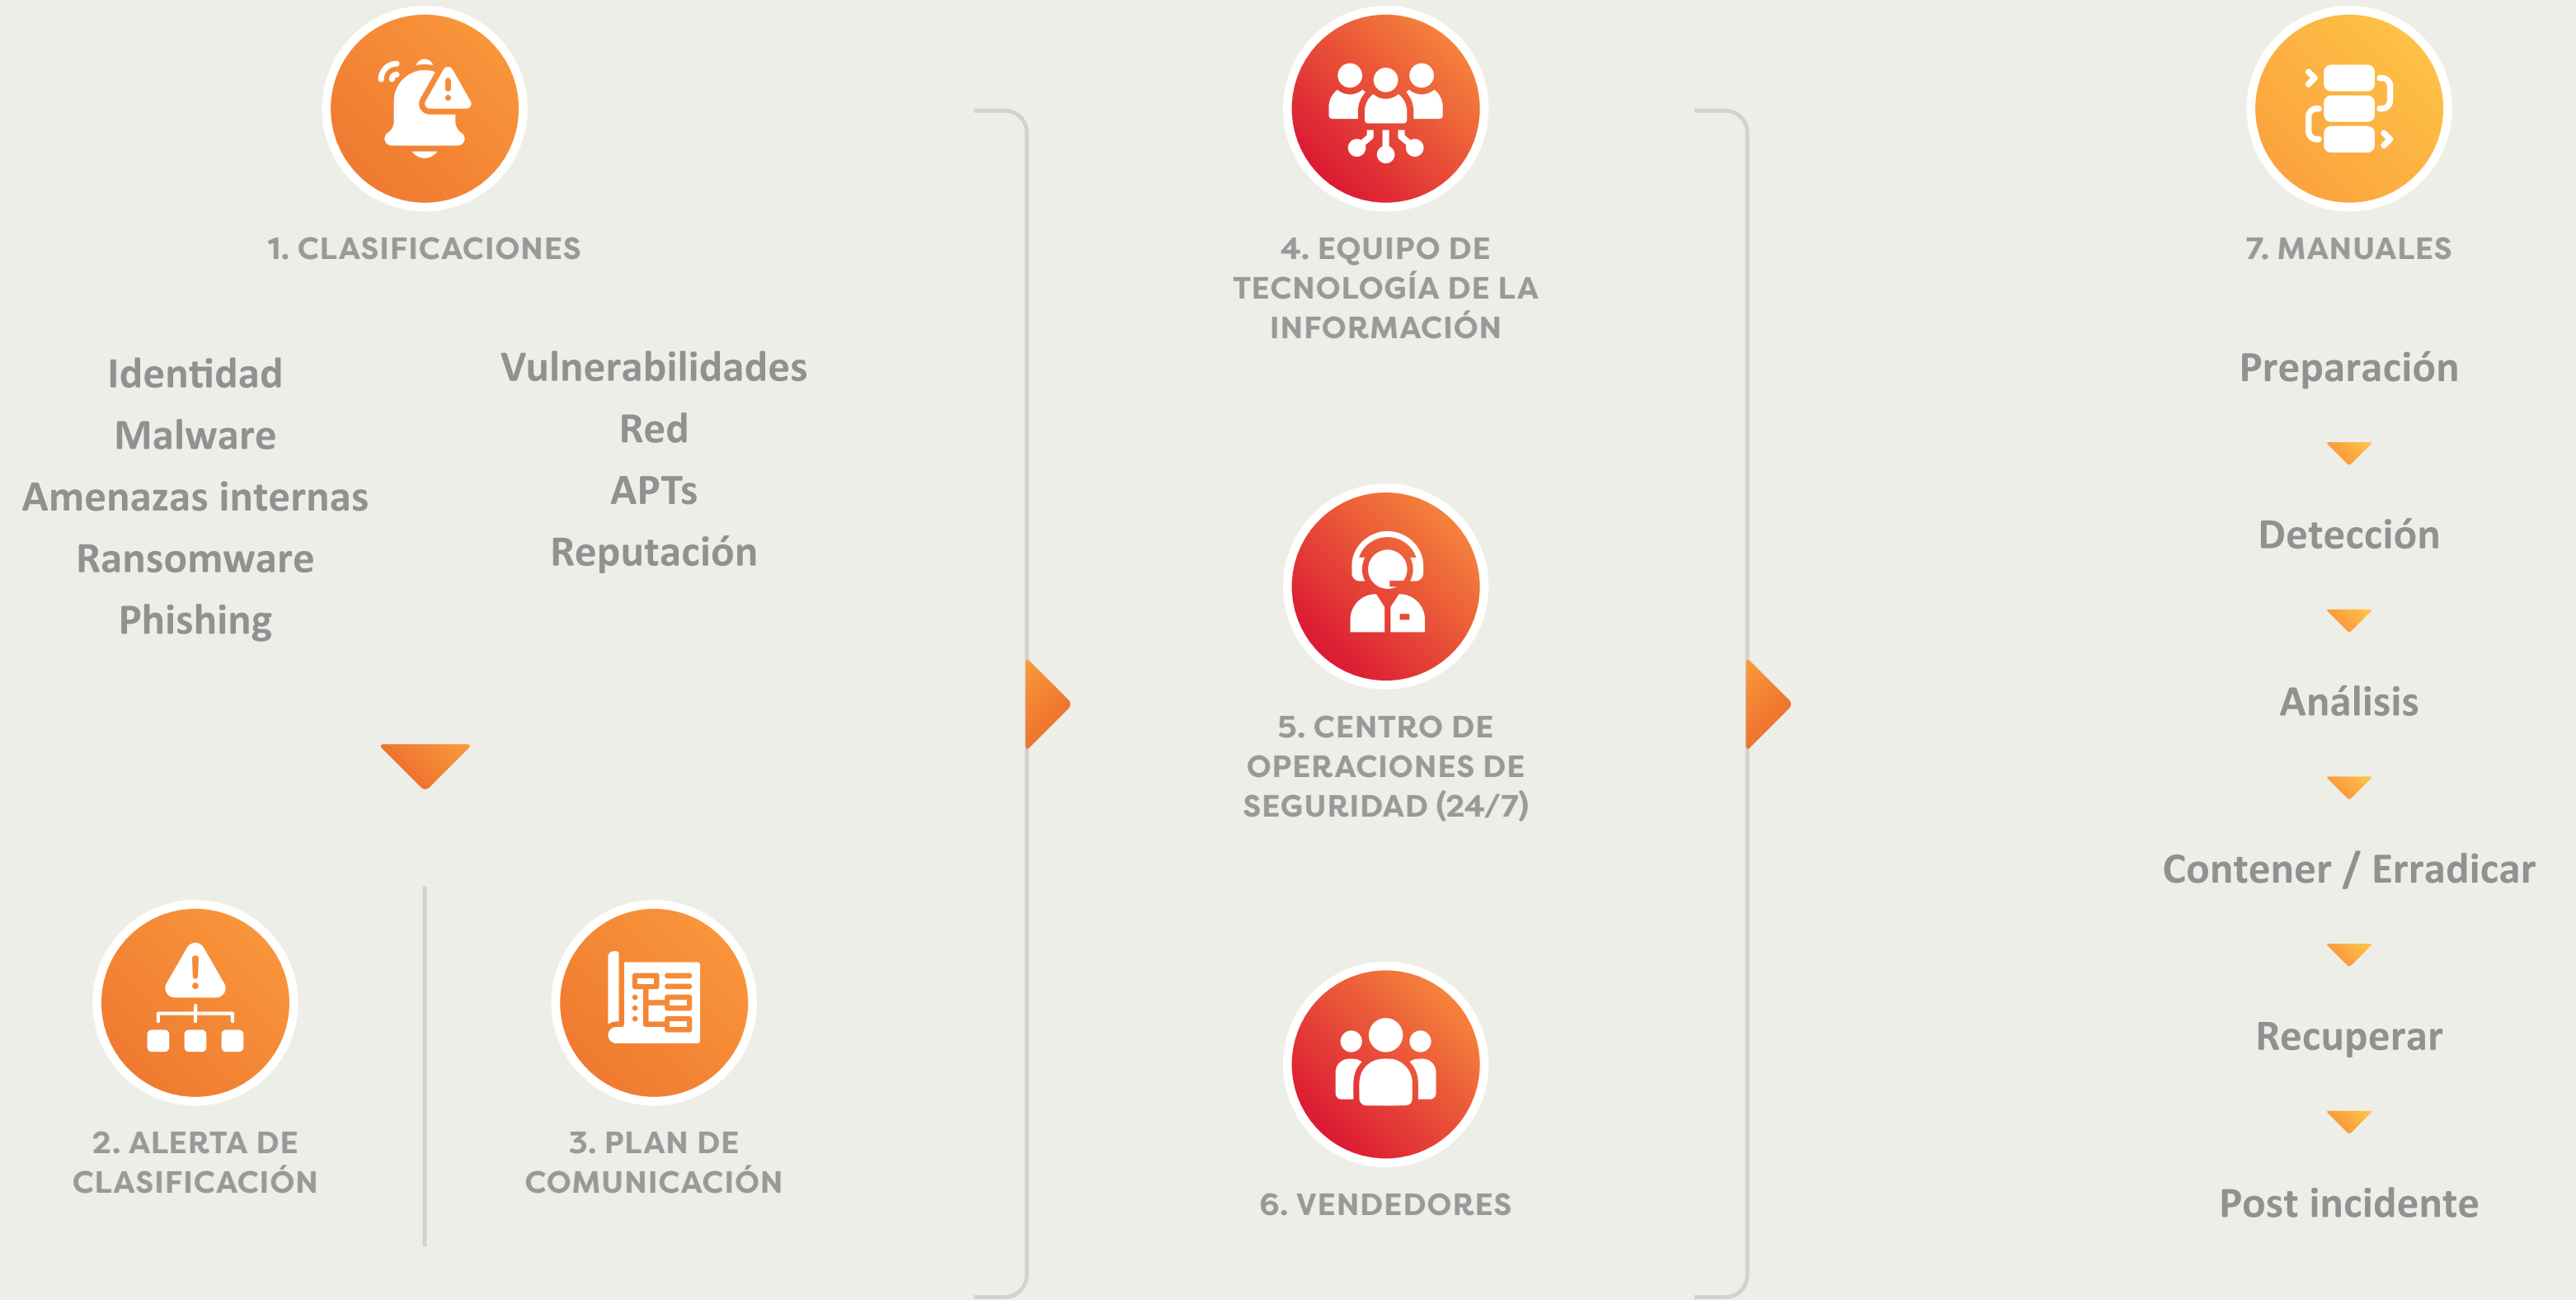 1. CLASIFICACIONES
Identidad
Malware
Amenazas internas
Ransomware
Phishing
Vulnerabilidades
Red
APTs
Reputación
2. ALERTA DE
CLASIFICACIÓN
3. PLAN DE
COMUNICACIÓN
4. EQUIPO DE
TECNOLOGÍA DE LA
INFORMACIÓN
5. CENTRO DE
OPERACIONES DE
SEGURIDAD (24/7)
6. VENDEDORES
7. MANUALES
Preparación
Detección
Análisis
Contener / Erradicar
Recuperar
Post incidente